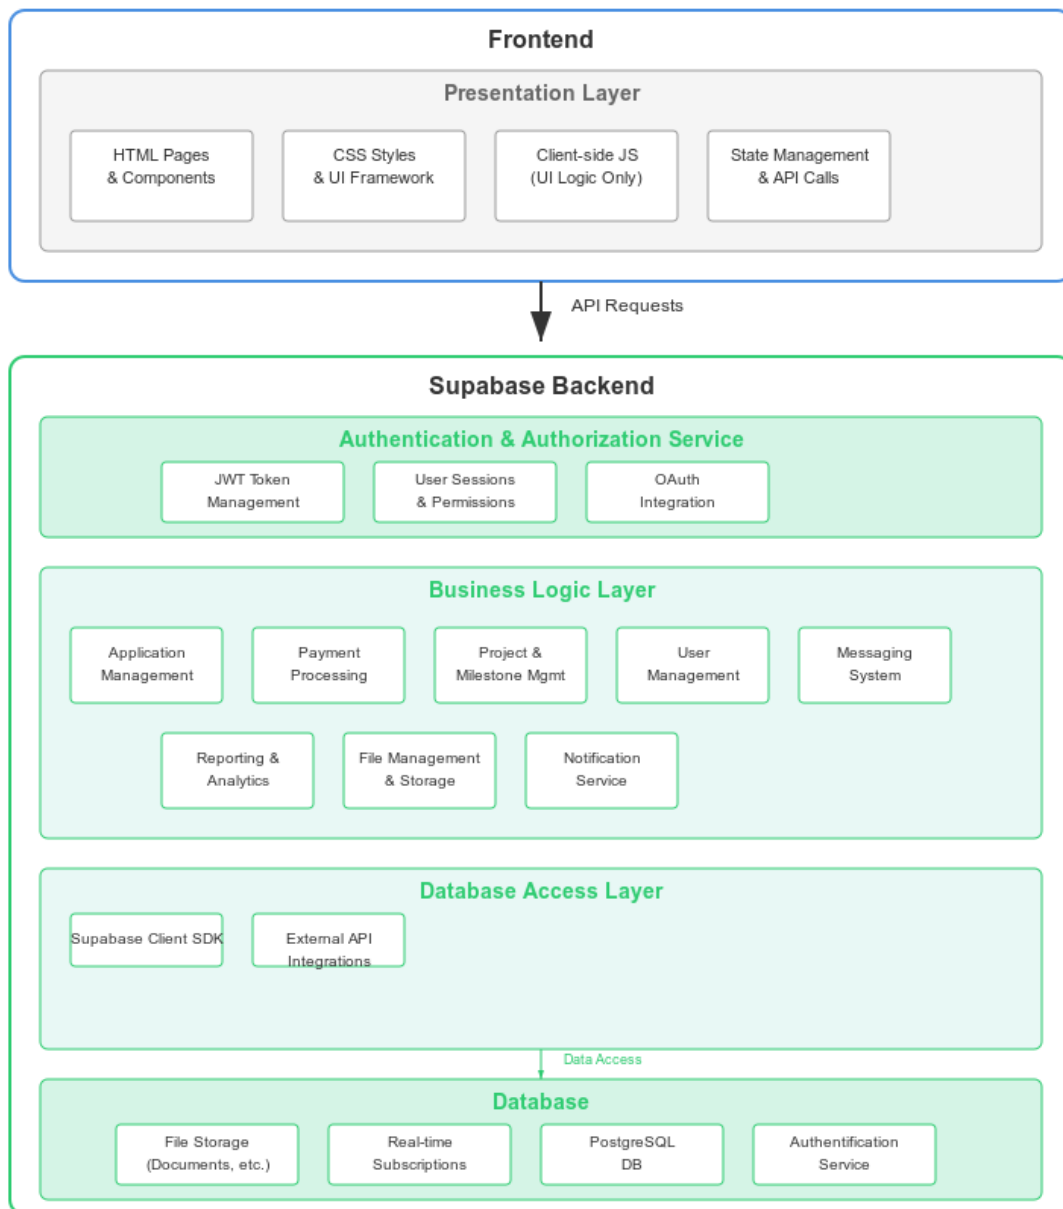 Frontend
Presentation Layer
HTML Pages
& Components
CSS Styles
& UI Framework
Client-side JS
(UI Logic Only)
State Management
& API Calls
API Requests
Supabase Backend
Authentication & Authorization Service
JWT Token
Management
User Sessions
& Permissions
OAuth
Integration
Business Logic Layer
Application
Management
Payment
Processing
Project &
Milestone Mgmt
User
Management
Messaging
System
Reporting &
Analytics
File Management
& Storage
Notification
Service
Database Access Layer
Supabase Client SDK
External API
Integrations
Data Access
Database
File Storage
(Documents, etc.)
Real-time
Subscriptions
PostgreSQL
DB
Authentification
Service